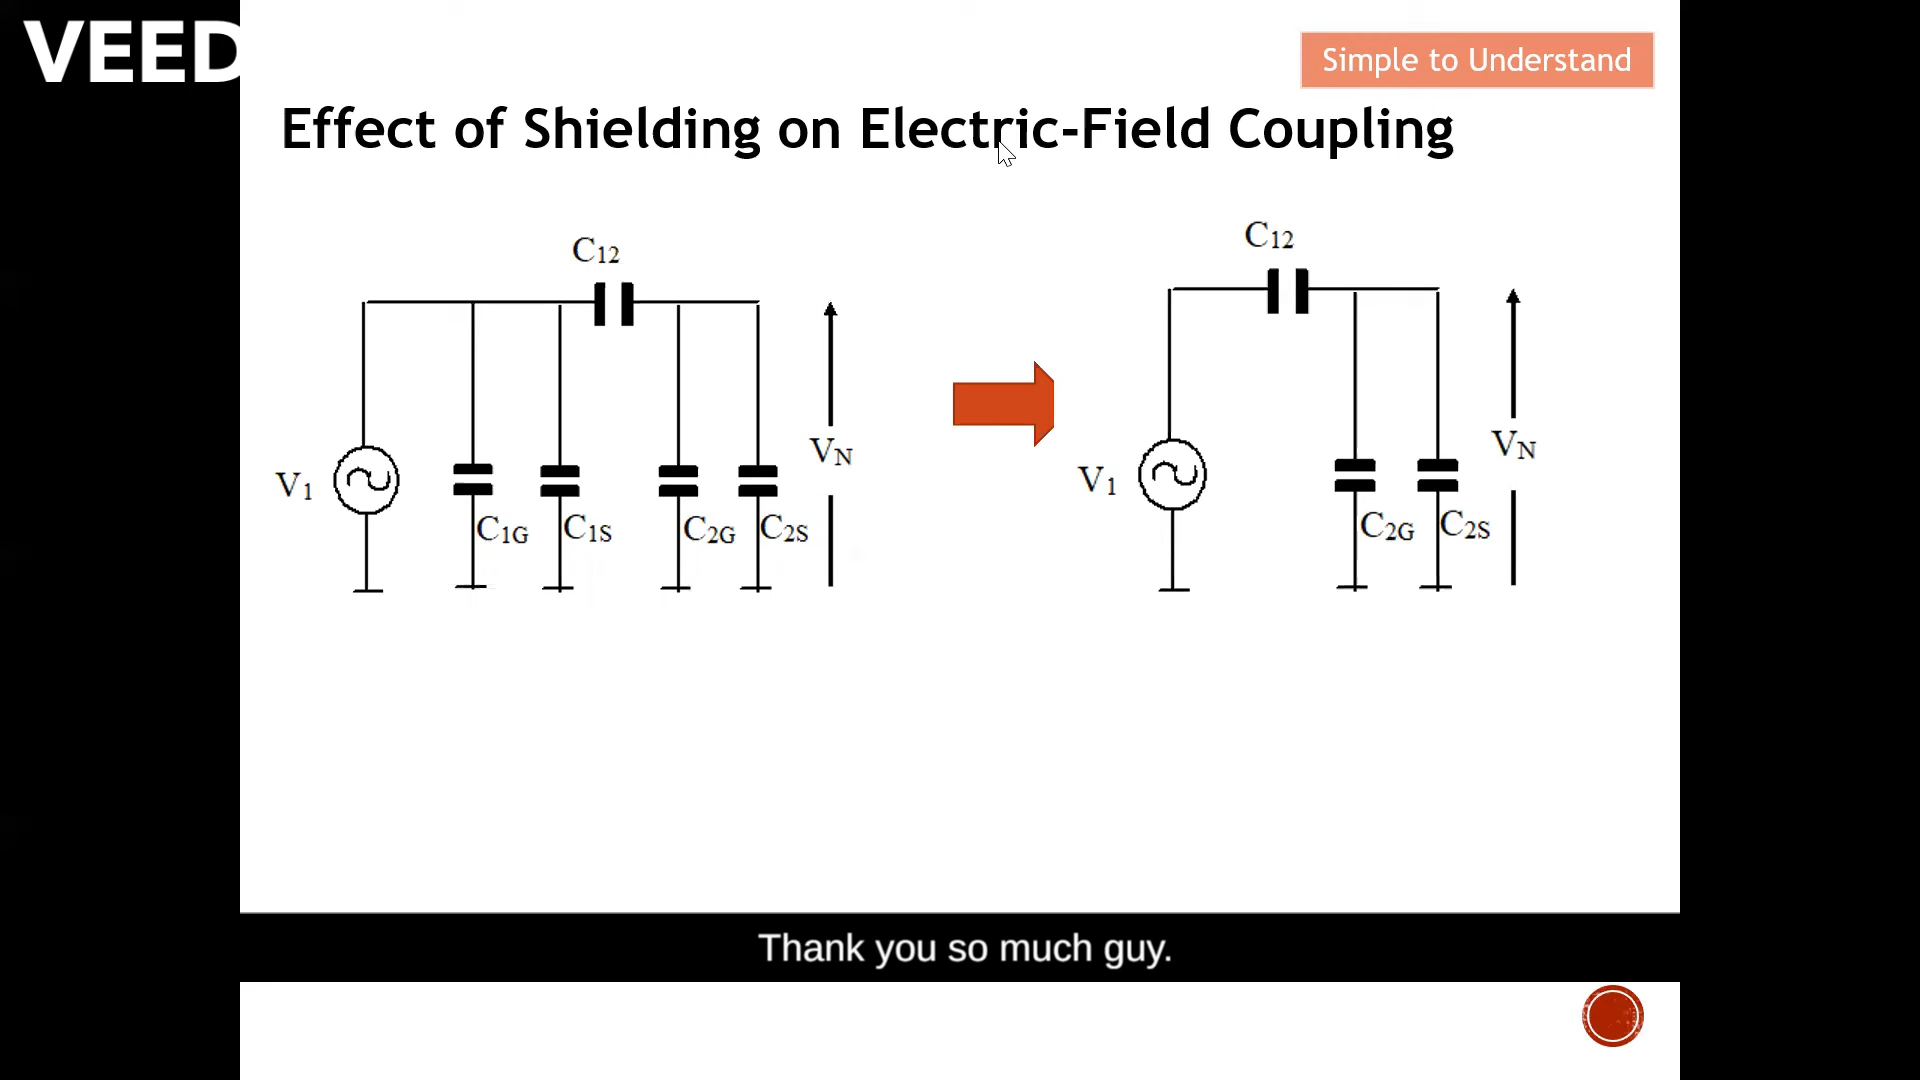 VEED
Simple to Understand
Effect of Shielding on Electric-Field Coupling
C12
C12
V1
C1G
C1S
C2G
C2S
VN
V1
C2G
C2S
VN
Thank you so much guy.